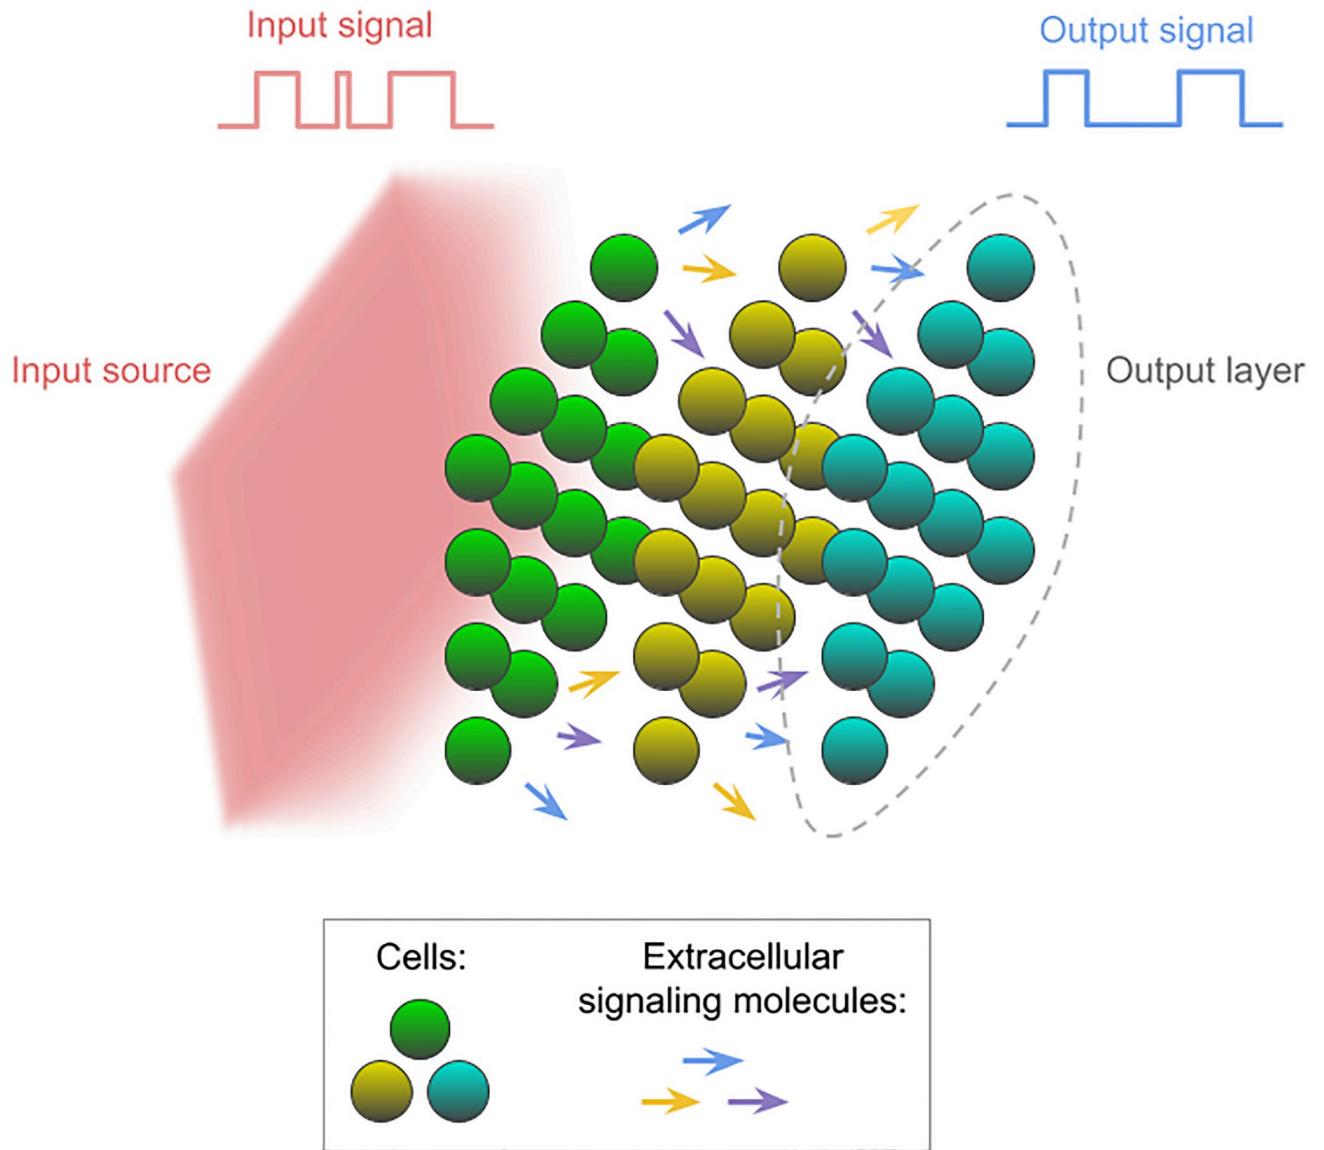 Input signal
Output signal
Input source
Output layer
Cells:
Extracellular
signaling molecules: